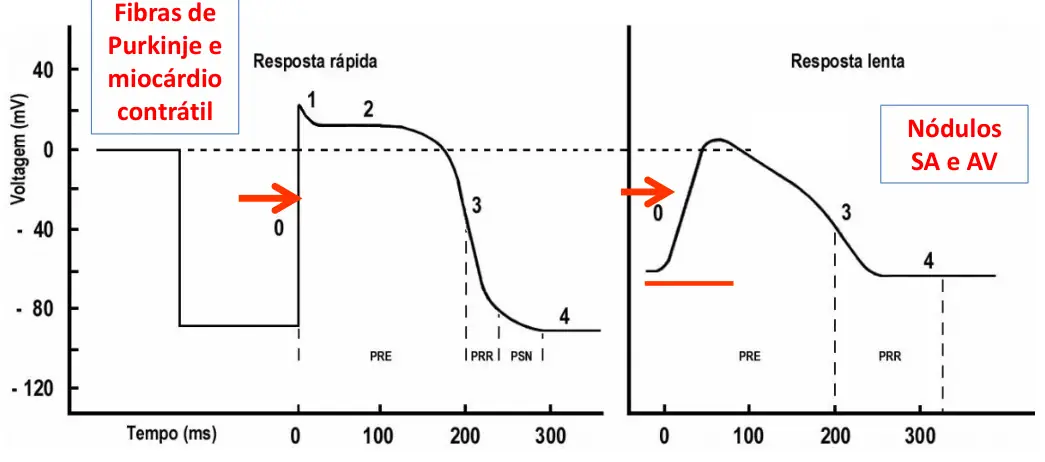 Fibras de
Purkinje e
miocárdio
contrátil
Resposta rápida
Voltagem (mV)
40
0
- 40
- 80
- 120
1
2
0
3
4
PRE
PRR
PSN
Tempo (ms)
0
100
200
300
Resposta lenta
Nódulos
SA e AV
0
3
4
PRE
PRR
0
100
200
300